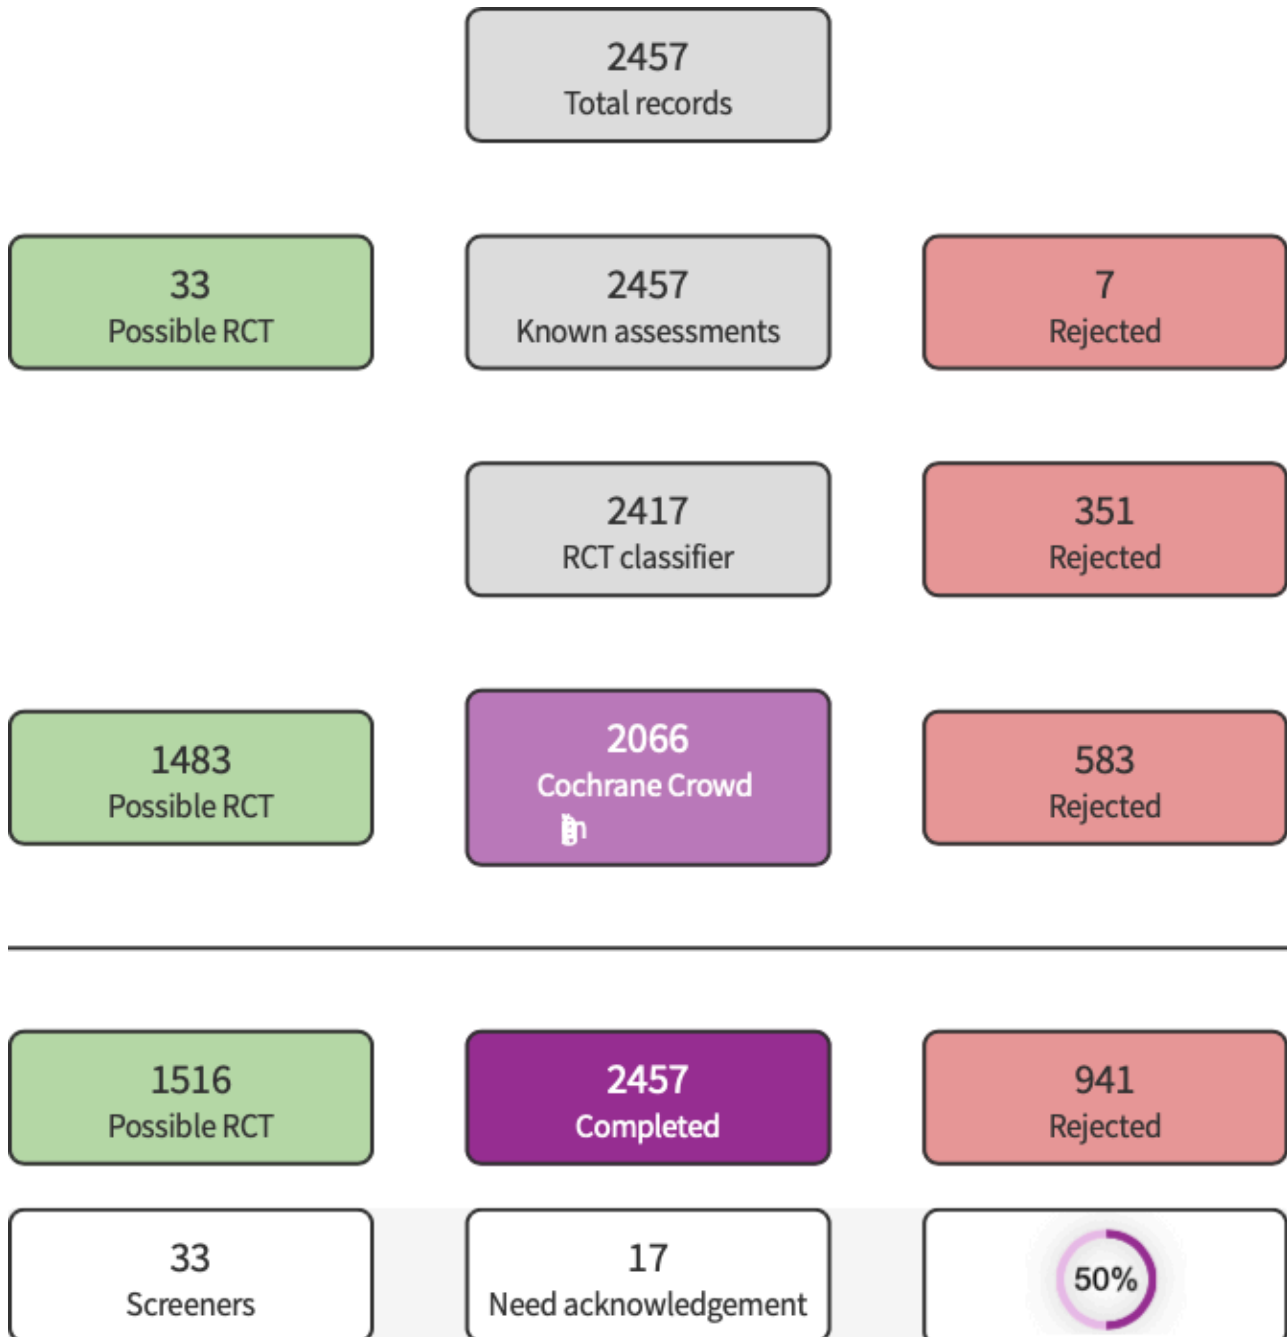 2457
Total records
33
Possible RCT
2457
Known assessments
7
Rejected
2417
RCT classifier
351
Rejected
1483
Possible RCT
2066
Cochrane Crowd
583
Rejected
1516
Possible RCT
2457
Completed
941
Rejected
33
Screeners
17
Need acknowledgement
50%